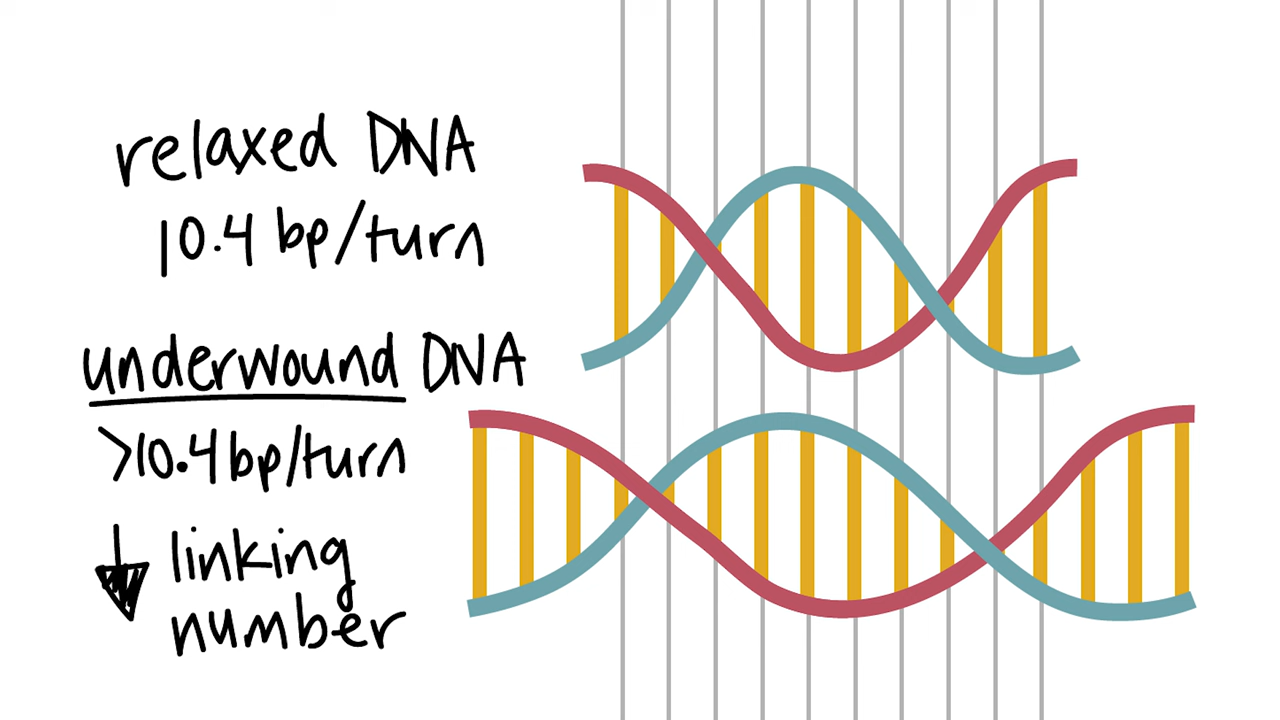 relaxed DNA
10.4 bp/turn
underwound DNA
>10.4 bp/turn
↓ linking
number